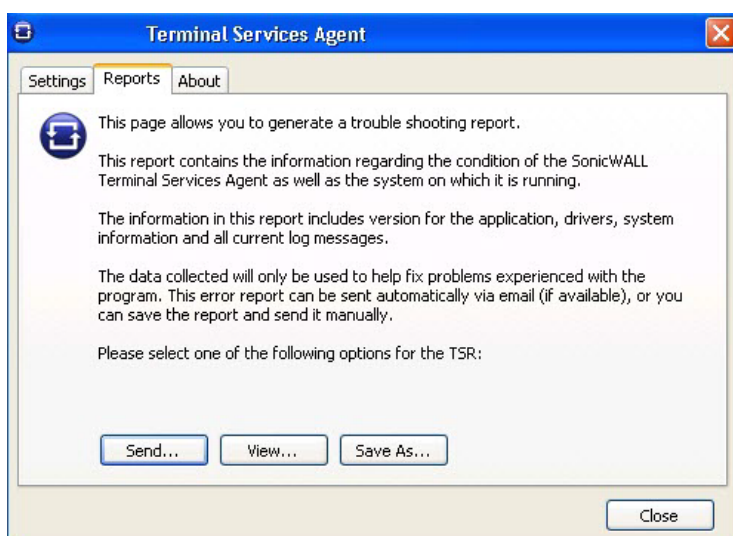 Terminal Services Agent
Settings Reports About
This page allows you to generate a trouble shooting report.
This report contains the information regarding the condition of the SonicWALL
Terminal Services Agent as well as the system on which it is running.
The information in this report includes version for the application, drivers, system
information and all current log messages.
The data collected will only be used to help fix problems experienced with the
program. This error report can be sent automatically via email (if available), or you
can save the report and send it manually.
Please select one of the following options for the TSR:
Send... View... Save As...
Close